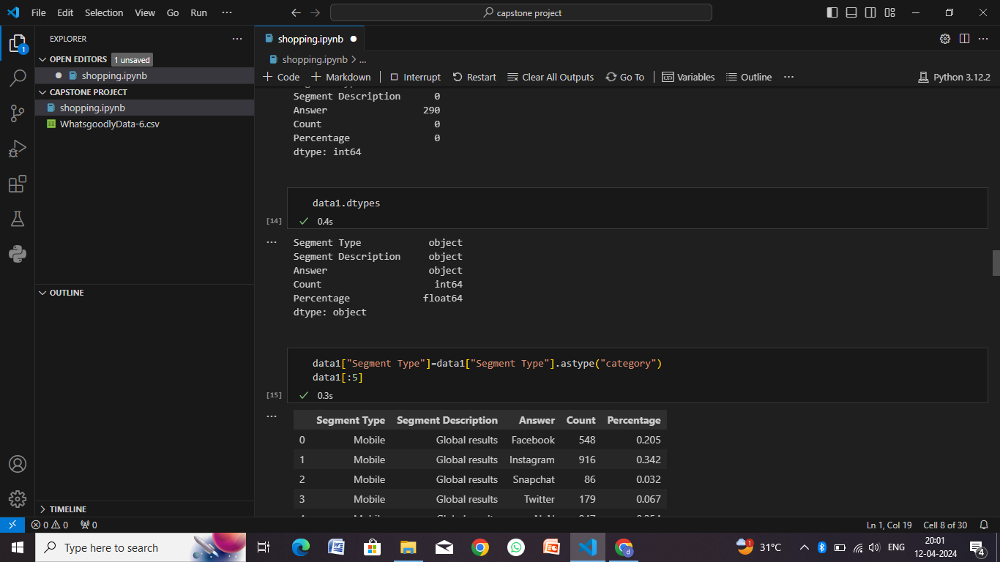 File Edit Selection View Go Run ···
capstone project
EXPLORER ···
OPEN EDITORS 1 unsaved
shopping.ipynb
CAPSTONE PROJECT
shopping.ipynb
WhatsgoodlyData-6.csv
OUTLINE
TIMELINE
1
shopping.ipynb
shopping.ipynb > ...
+ Code + Markdown Interrupt Restart Clear All Outputs Go To Variables Outline ··· Python 3.12.2
Segment Description 0
Answer 290
Count 0
Percentage 0
dtype: int64
data1.dtypes
[14] 0.4s
Segment Type object
Segment Description object
Answer object
Count int64
Percentage float64
dtype: object
data1["Segment Type"]=data1["Segment Type"].astype("category")
data1[:5]
[15] 0.3s
Segment Type Segment Description Answer Count Percentage
0 Mobile Global results Facebook 548 0.205
1 Mobile Global results Instagram 916 0.342
2 Mobile Global results Snapchat 86 0.032
3 Mobile Global results Twitter 179 0.067
0 0 0 Ln 1, Col 19 Cell 8 of 30
Type here to search
1 31°C ENG 20:01
12-04-2024
4